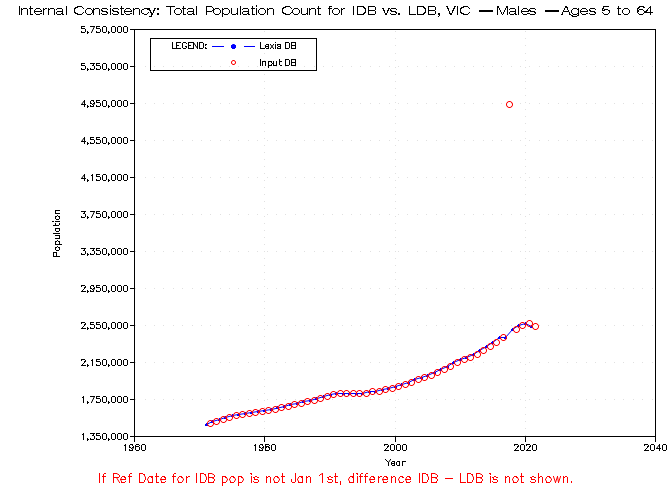 Internal Consistency: Total Population Count for IDB vs. LDB, VIC — Males — Ages 5 to 64
5,750,000
LEGEND: Lexis DB
Input DB
5,350,000
4,950,000
4,550,000
4,150,000
3,750,000
Population
3,350,000
2,950,000
2,550,000
2,150,000
1,750,000
1,350,000
1960 1980 2000 2020 2040
Year
If Ref Date for IDB pop is not Jan 1st, difference IDB – LDB is not shown.